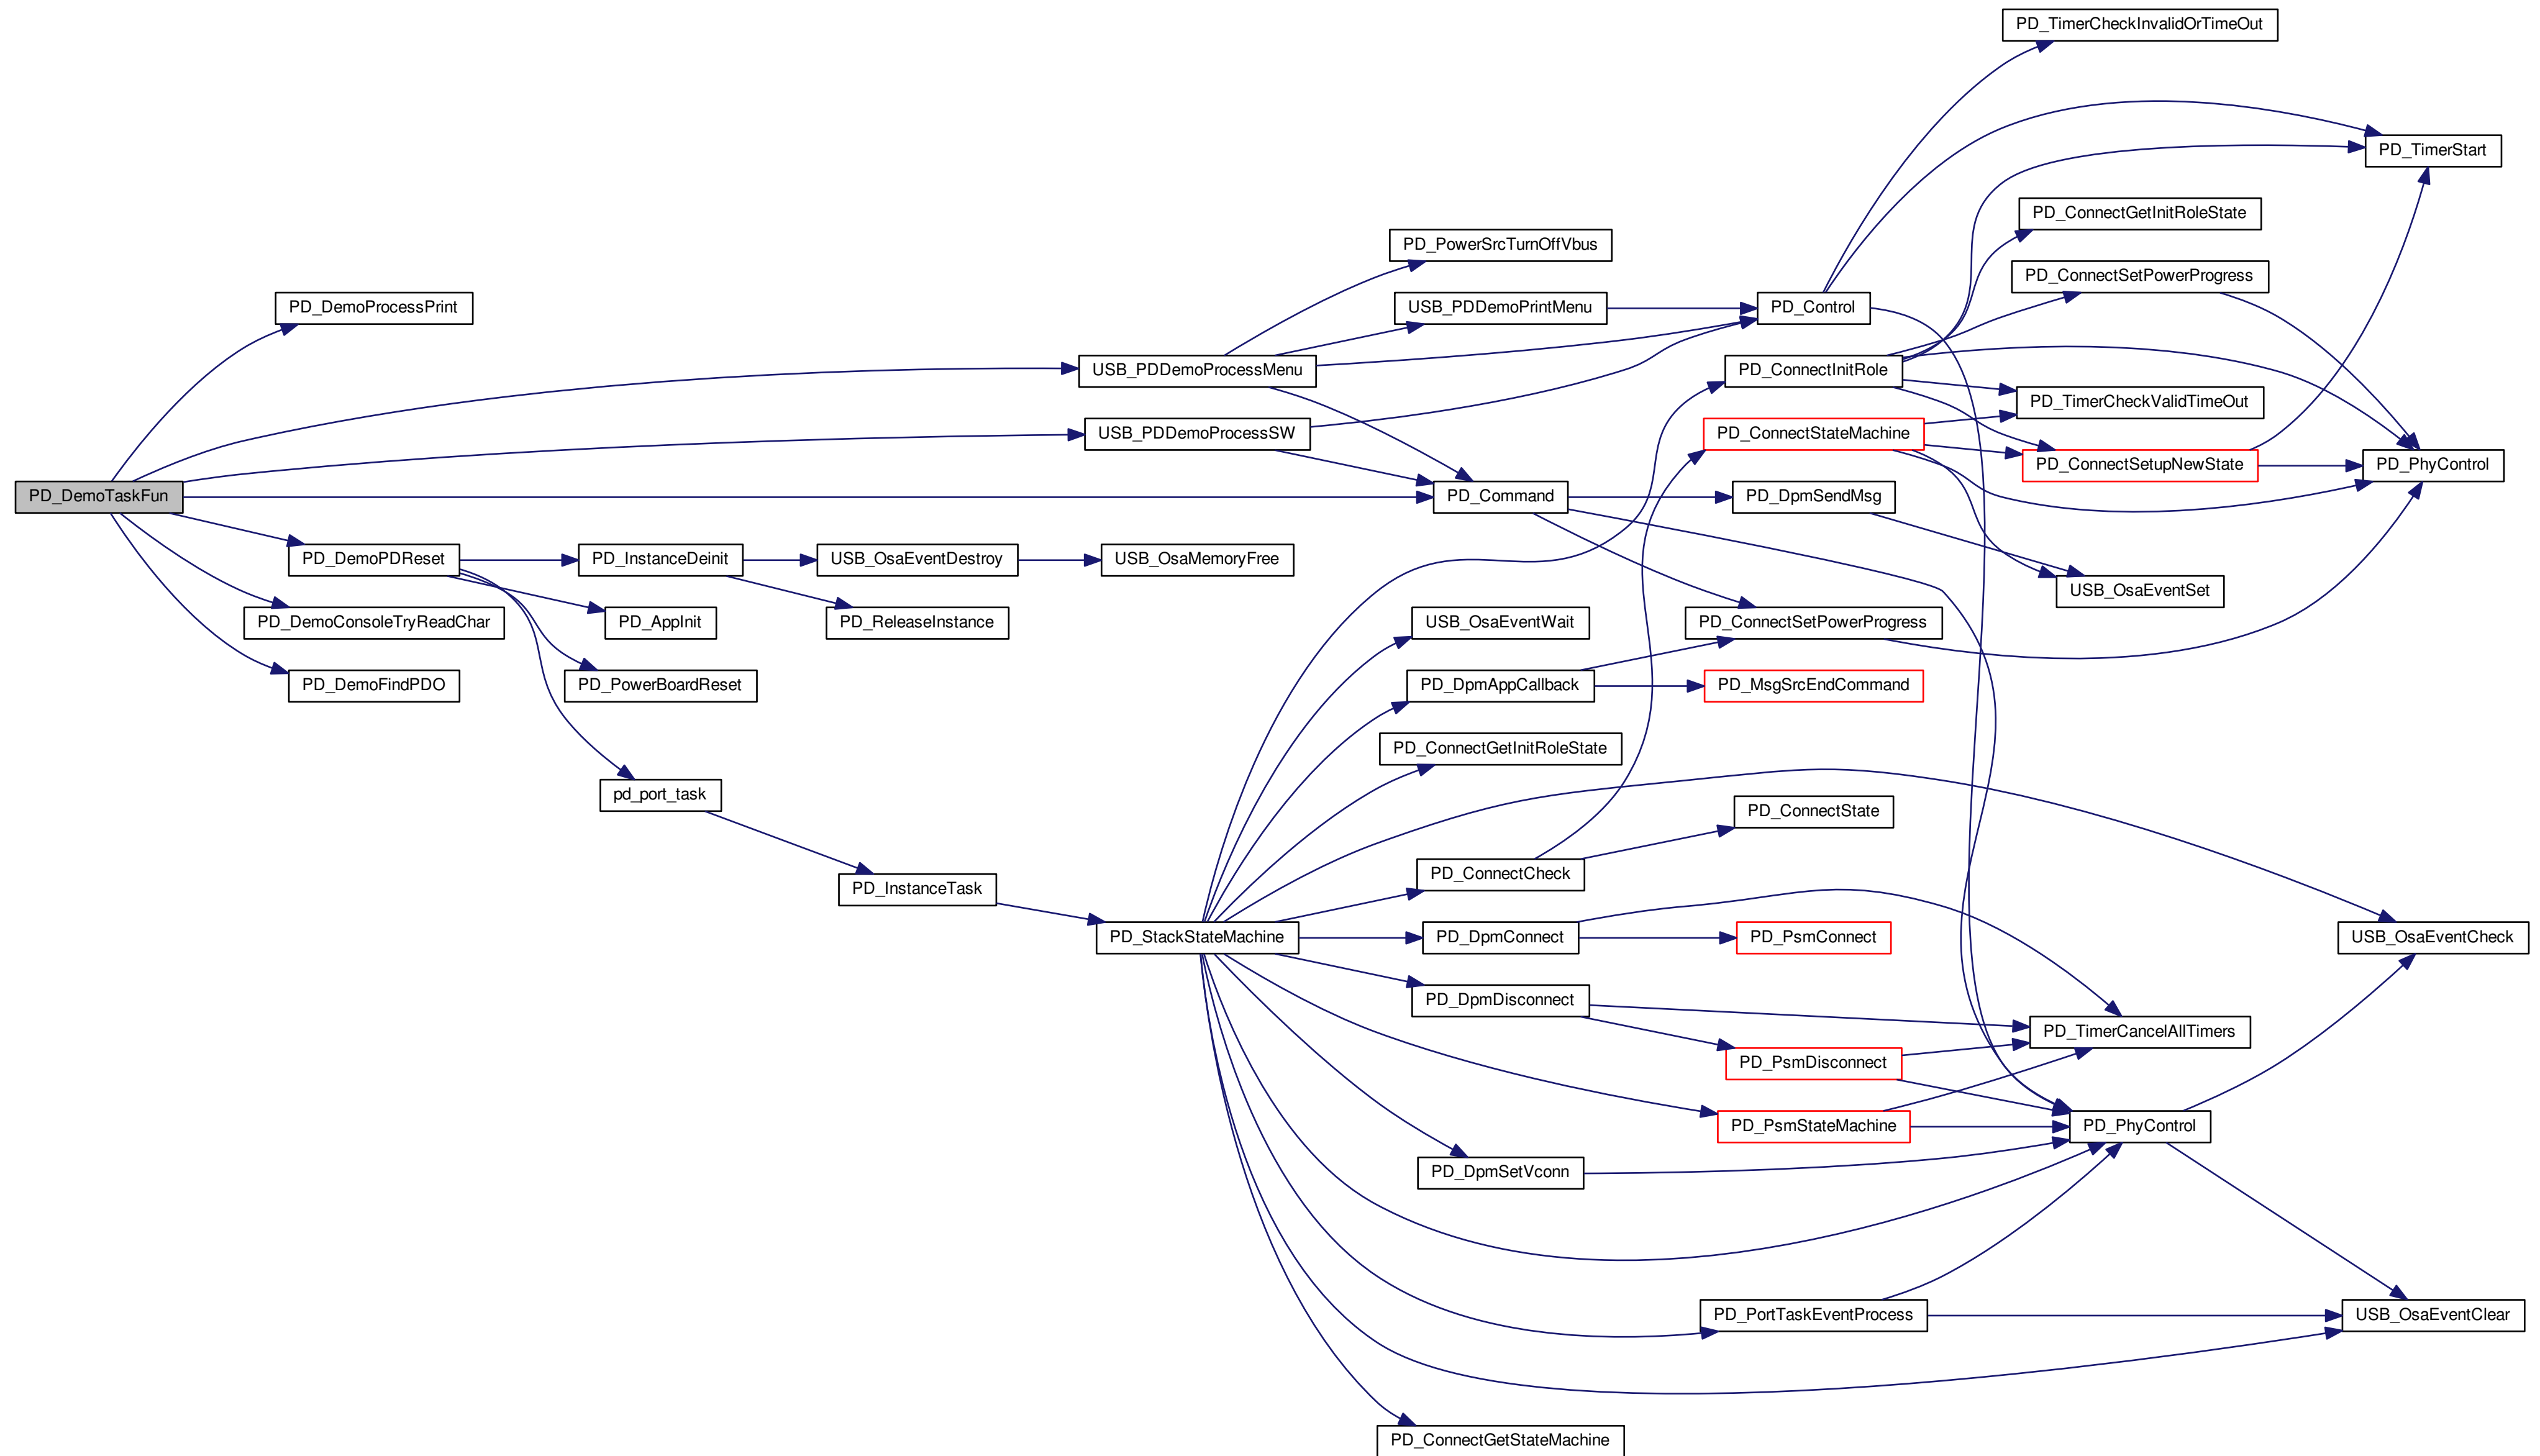 PD_TimerCheckInvalidOrTimeOut
PD_TimerStart
PD_ConnectGetInitRoleState
PD_PowerSrcTurnOffVbus
PD_ConnectSetPowerProgress
PD_DemoProcessPrint
USB_PDDemoPrintMenu
PD_Control
USB_PDDemoProcessMenu
PD_ConnectInitRole
PD_TimerCheckValidTimeOut
USB_PDDemoProcessSW
PD_ConnectStateMachine
PD_ConnectSetupNewState
PD_PhyControl
PD_DemoTaskFun
PD_Command
PD_DpmSendMsg
PD_DemoPDReset
PD_InstanceDeinit
USB_OsaEventDestroy
USB_OsaMemoryFree
USB_OsaEventSet
PD_DemoConsoleTryReadChar
PD_AppInit
PD_ReleaseInstance
USB_OsaEventWait
PD_ConnectSetPowerProgress
PD_DemoFindPDO
PD_PowerBoardReset
PD_DpmAppCallback
PD_MsgSrcEndCommand
PD_ConnectGetInitRoleState
pd_port_task
PD_ConnectState
PD_ConnectCheck
PD_InstanceTask
PD_StackStateMachine
PD_DpmConnect
PD_PsmConnect
USB_OsaEventCheck
PD_DpmDisconnect
PD_TimerCancelAllTimers
PD_PsmDisconnect
PD_PsmStateMachine
PD_PhyControl
PD_DpmSetVconn
PD_PortTaskEventProcess
USB_OsaEventClear
PD_ConnectGetStateMachine